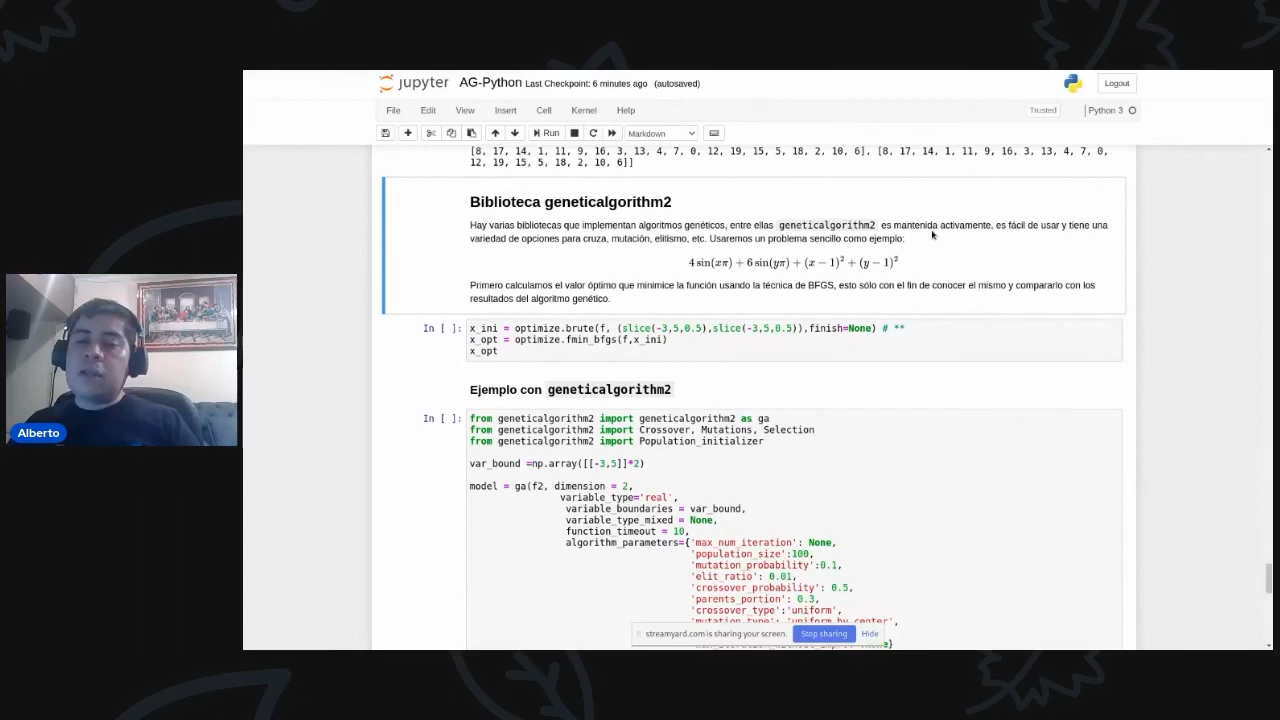 jupyter AG-Python Last Checkpoint: 6 minutes ago (autosaved)
Logout
File Edit View Insert Cell Kernel Help
Trusted Python 3
Run Markdown
[8, 17, 14, 1, 11, 9, 16, 3, 13, 4, 7, 0, 12, 19, 15, 5, 18, 2, 10, 6], [8, 17, 14, 1, 11, 9, 16, 3, 13, 4, 7, 0,
12, 19, 15, 5, 18, 2, 10, 6]]
Biblioteca geneticalgorithm2
Hay varias bibliotecas que implementan algoritmos genéticos, entre ellas geneticalgorithm2 es mantenida activamente, es fácil de usar y tiene una
variedad de opciones para cruza, mutación, elitismo, etc. Usaremos un problema sencillo como ejemplo:
4 sin(xπ) + 6 sin(yπ) + (x − 1)² + (y − 1)²
Primero calculamos el valor óptimo que minimice la función usando la técnica de BFGS, esto sólo con el fin de conocer el mismo y compararlo con los
resultados del algoritmo genético.
In [ ]: x_ini = optimize.brute(f, (slice(-3,5,0.5),slice(-3,5,0.5)),finish=None) # **
x_opt = optimize.fmin_bfgs(f,x_ini)
x_opt
Ejemplo con geneticalgorithm2
In [ ]: from geneticalgorithm2 import geneticalgorithm2 as ga
from geneticalgorithm2 import Crossover, Mutations, Selection
from geneticalgorithm2 import Population_initializer
var_bound =np.array([[-3,5]]*2)
model = ga(f2, dimension = 2,
variable_type='real',
variable_boundaries = var_bound,
variable_type_mixed = None,
function_timeout = 10,
algorithm_parameters={'max_num_iteration': None,
'population_size':100,
'mutation_probability':0.1,
'elit_ratio': 0.01,
'crossover_probability': 0.5,
'parents_portion': 0.3,
'crossover_type':'uniform',
'mutation_type': 'uniform_by_center',
streamyard.com is sharing your screen. Stop sharing Hide
Alberto